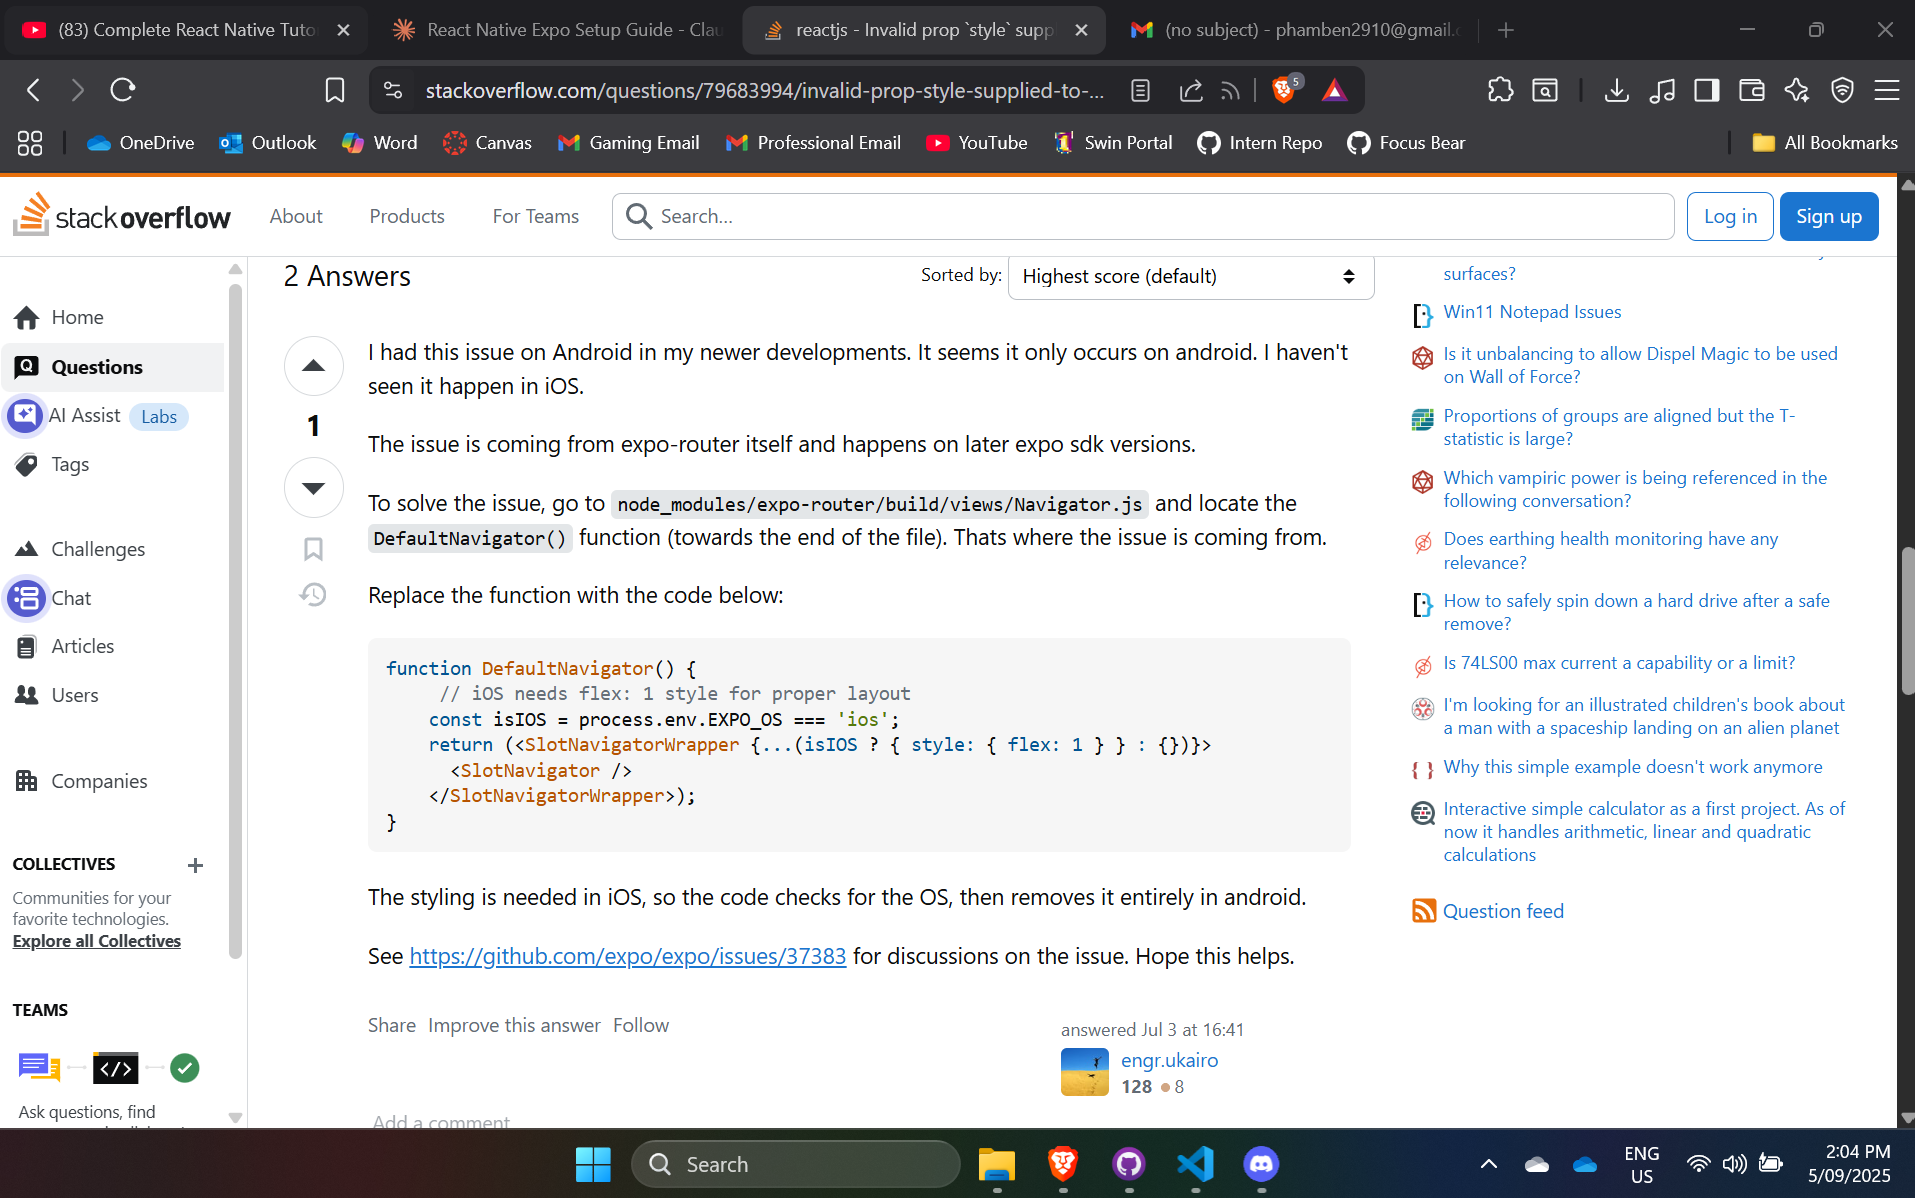 (83) Complete React Native Tuto
React Native Expo Setup Guide - Clau
reactjs - Invalid prop `style` supp
(no subject) - phamben2910@gmail.c
stackoverflow.com/questions/79683994/invalid-prop-style-supplied-to-...
5
OneDrive
Outlook
Word
Canvas
Gaming Email
Professional Email
YouTube
Swin Portal
Intern Repo
Focus Bear
All Bookmarks
stackoverflow
About
Products
For Teams
Search...
Log in
Sign up
Home
Questions
AI Assist
Labs
Tags
Challenges
Chat
Articles
Users
Companies
COLLECTIVES
Communities for your
favorite technologies.
Explore all Collectives
TEAMS
Ask questions, find
2 Answers
Sorted by:
Highest score (default)
1
I had this issue on Android in my newer developments. It seems it only occurs on android. I haven't
seen it happen in iOS.
The issue is coming from expo-router itself and happens on later expo sdk versions.
To solve the issue, go to node_modules/expo-router/build/views/Navigator.js and locate the
DefaultNavigator() function (towards the end of the file). Thats where the issue is coming from.
Replace the function with the code below:
function DefaultNavigator() {
// iOS needs flex: 1 style for proper layout
const isIOS = process.env.EXPO_OS === 'ios';
return (<SlotNavigatorWrapper {...(isIOS ? { style: { flex: 1 } } : {})}>
<SlotNavigator />
</SlotNavigatorWrapper>);
}
The styling is needed in iOS, so the code checks for the OS, then removes it entirely in android.
See https://github.com/expo/expo/issues/37383 for discussions on the issue. Hope this helps.
Share Improve this answer Follow
answered Jul 3 at 16:41
engr.ukairo
128 8
Add a comment
surfaces?
Win11 Notepad Issues
Is it unbalancing to allow Dispel Magic to be used
on Wall of Force?
Proportions of groups are aligned but the T-
statistic is large?
Which vampiric power is being referenced in the
following conversation?
Does earthing health monitoring have any
relevance?
How to safely spin down a hard drive after a safe
remove?
Is 74LS00 max current a capability or a limit?
I'm looking for an illustrated children's book about
a man with a spaceship landing on an alien planet
Why this simple example doesn't work anymore
Interactive simple calculator as a first project. As of
now it handles arithmetic, linear and quadratic
calculations
Question feed
Search
ENG
US
2:04 PM
5/09/2025